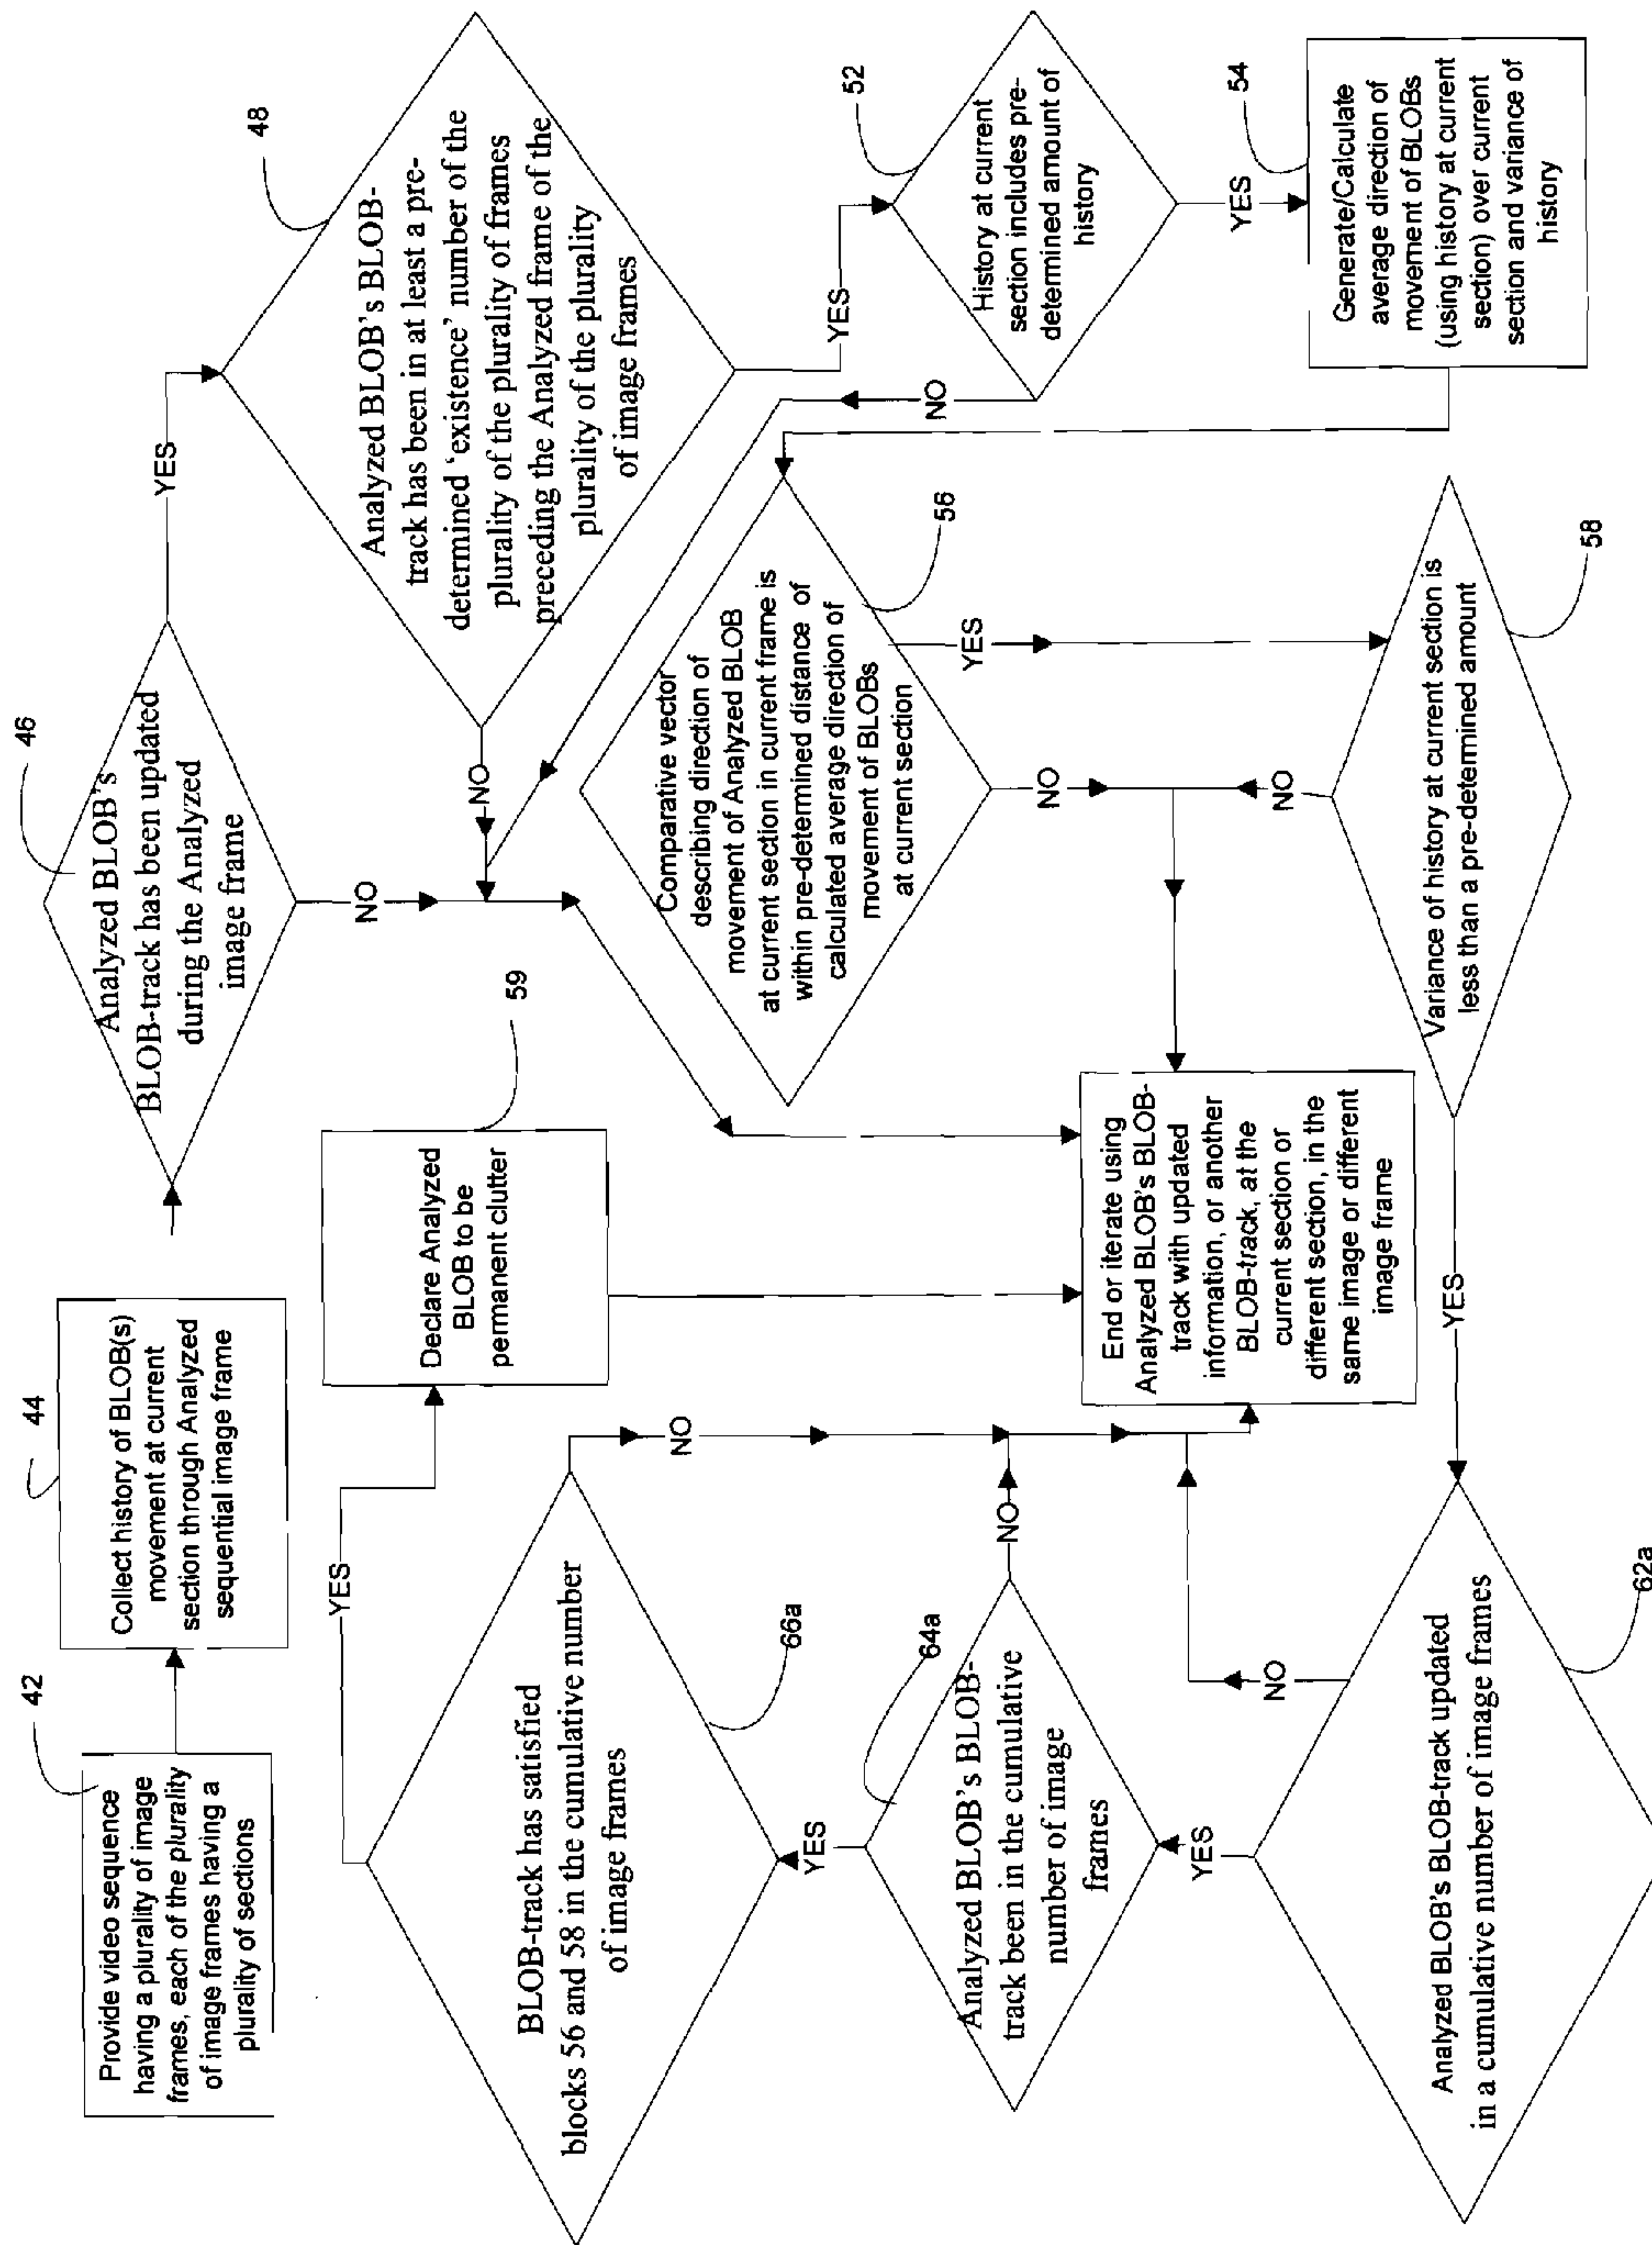 42
Provide video sequence
having a plurality of image
frames, each of the plurality
of image frames having a
plurality of sections
44
Collect history of BLOB(s)
movement at current
section through Analyzed
sequential image frame
46
Analyzed BLOB's
BLOB-track has been updated
during the Analyzed
image frame
YES
NO
48
Analyzed BLOB's BLOB-
track has been in at least a pre-
determined 'existence' number of the
plurality of the plurality of frames
preceding the Analyzed frame of the
plurality of the plurality
of image frames
NO
YES
52
History at current
section includes pre-
determined amount of
history
NO
YES
54
Generate/Calculate
average direction of
movement of BLOBs
(using history at current
section) over current
section and variance of
history
56
Comparative vector
describing direction of
movement of Analyzed BLOB
at current section in current frame is
within pre-determined distance of
calculated average direction of
movement of BLOBs
at current section
YES
NO
58
Variance of history at current section is
less than a pre-determined amount
NO
YES
62a
Analyzed BLOB's BLOB-track updated
in a cumulative number of image frames
NO
YES
64a
Analyzed BLOB's BLOB-
track been in the cumulative
number of image
frames
NO
YES
66a
BLOB-track has satisfied
blocks 56 and 58 in the cumulative number
of image frames
NO
YES
59
Declare Analyzed
BLOB to be
permanent clutter
End or iterate using
Analyzed BLOB's BLOB-
track with updated
information, or another
BLOB-track, at the
current section or
different section, in the
same image or different
image frame